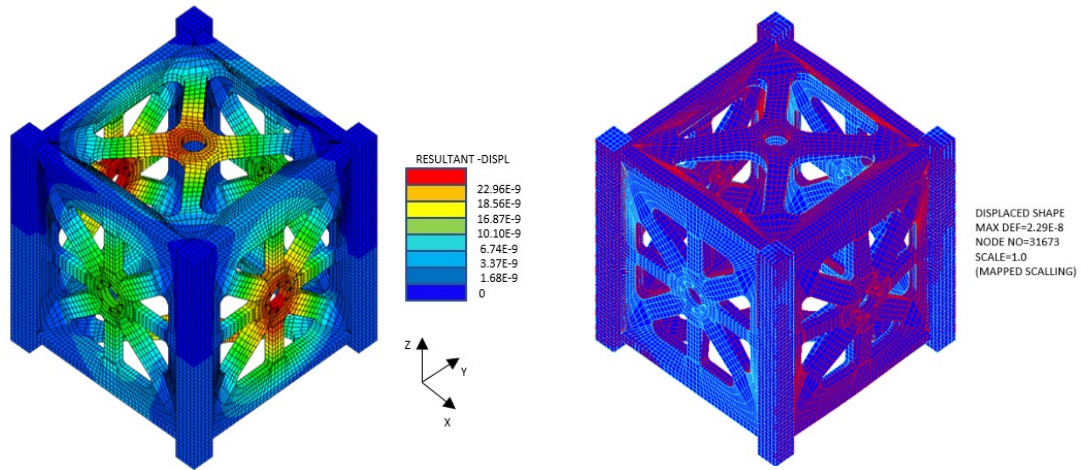 RESULTANT -DISPL
22.96E-9
18.56E-9
16.87E-9
10.10E-9
6.74E-9
3.37E-9
1.68E-9
0
Z
Y
X
DISPLACED SHAPE
MAX DEF=2.29E-8
NODE NO=31673
SCALE=1.0
(MAPPED SCALLING)